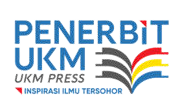 PENERBIT
UKM
UKM PRESS
INSPIRASI ILMU TERSOHOR